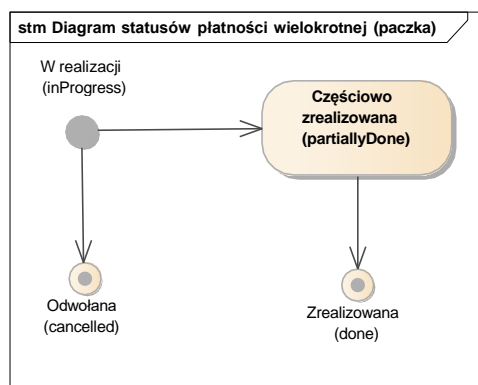 stm Diagram statusów płatności wielokrotnej (paczka)
W realizacji
(inProgress)
Częściowo
zrealizowana
(partiallyDone)
Odwołana
(cancelled)
Zrealizowana
(done)